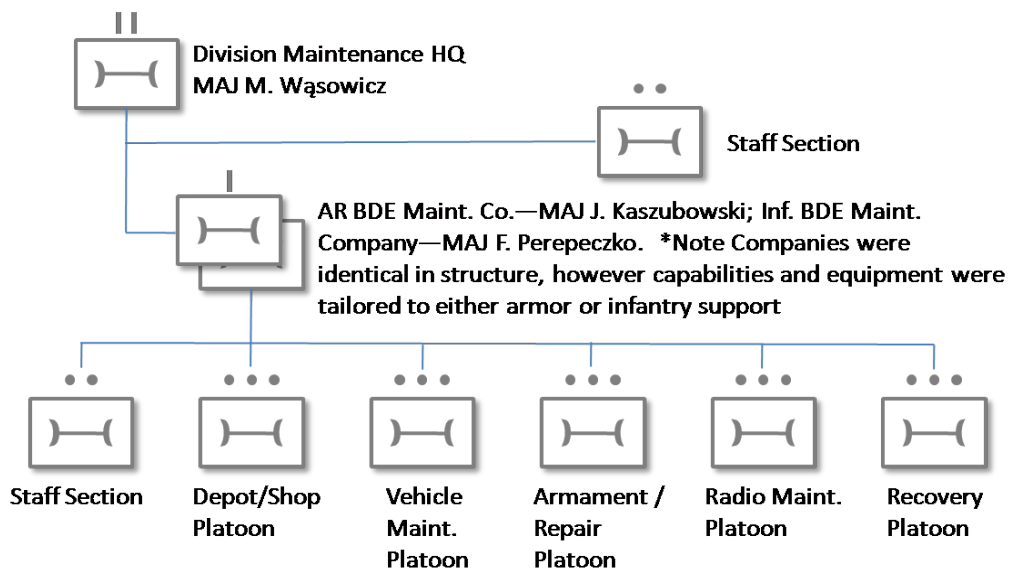 Division Maintenance HQ
MAJ M. Wąsowicz
Staff Section
AR BDE Maint. Co.—MAJ J. Kaszubowski; Inf. BDE Maint.
Company—MAJ F. Perepeczko.   *Note Companies were
identical in structure, however capabilities and equipment were
tailored to either armor or infantry support
Staff Section
Depot/Shop
Platoon
Vehicle
Maint.
Platoon
Armament /
Repair
Platoon
Radio Maint.
Platoon
Recovery
Platoon